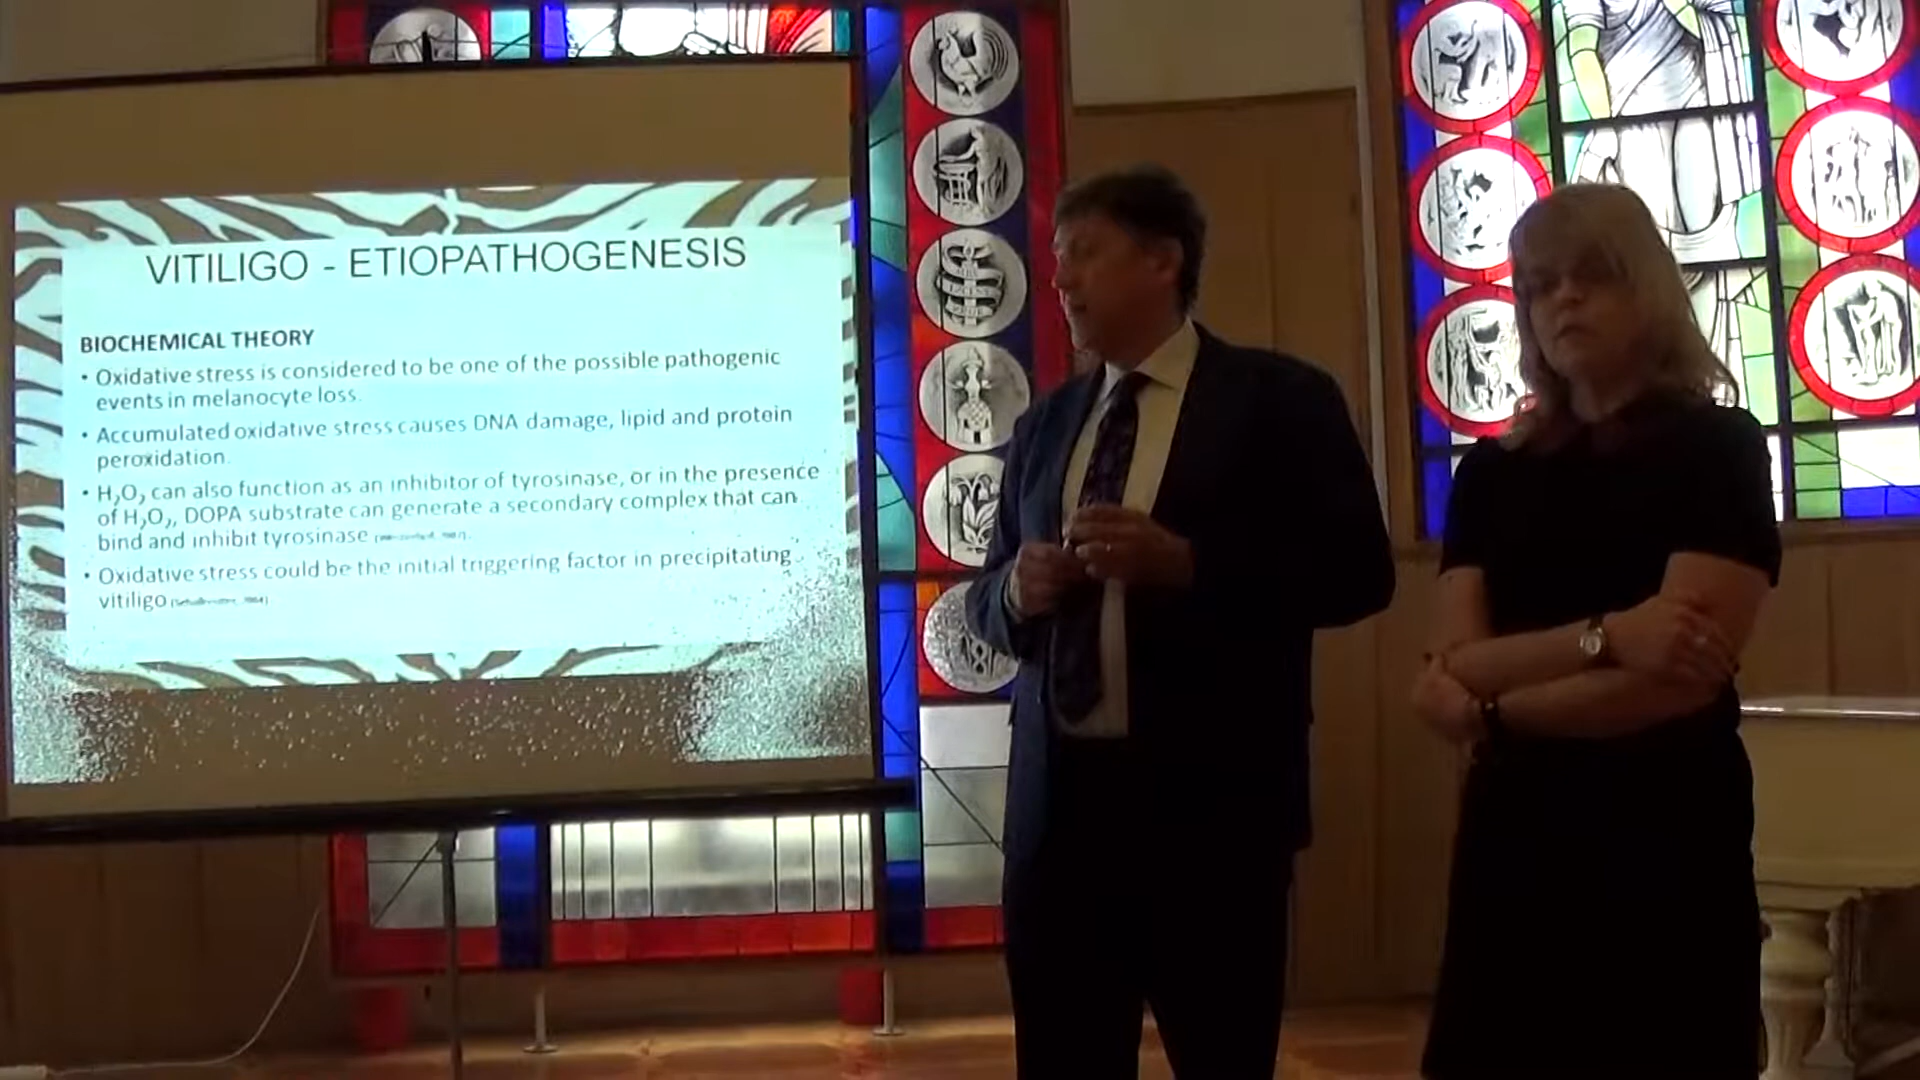 VITILIGO - ETIOPATHOGENESIS
BIOCHEMICAL THEORY
• Oxidative stress is considered to be one of the possible pathogenic
events in melanocyte loss.
• Accumulated oxidative stress causes DNA damage, lipid and protein
peroxidation.
• H₂O₂ can also function as an inhibitor of tyrosinase, or in the presence
of H₂O₂, DOPA substrate can generate a secondary complex that can
bind and inhibit tyrosinase
• Oxidative stress could be the initial triggering factor in precipitating
vitiligo